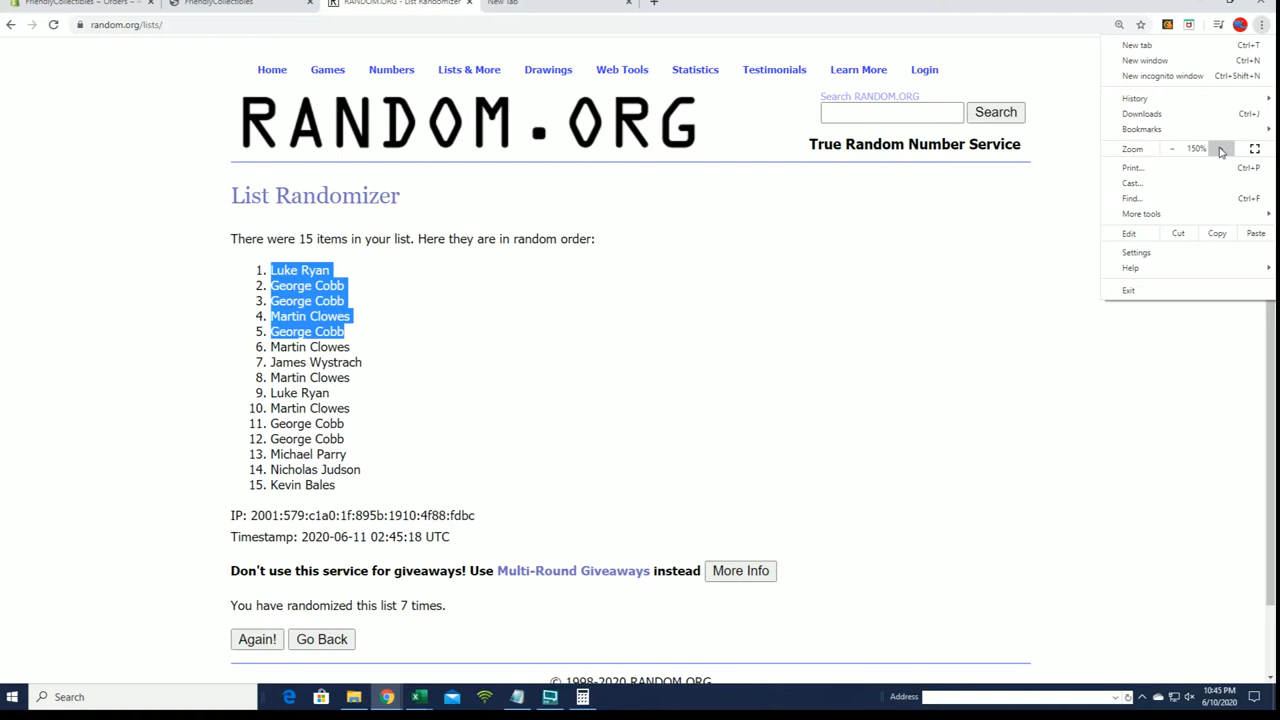 FriendlyCollectibles ~ Orders ~
FriendlyCollectibles
RANDOM.ORG - List Randomizer
New Tab
random.org/lists/
Home Games Numbers Lists & More Drawings Web Tools Statistics Testimonials Learn More Login
RANDOM.ORG
Search RANDOM.ORG
Search
True Random Number Service
List Randomizer
There were 15 items in your list. Here they are in random order:
1. Luke Ryan
2. George Cobb
3. George Cobb
4. Martin Clowes
5. George Cobb
6. Martin Clowes
7. James Wystrach
8. Martin Clowes
9. Luke Ryan
10. Martin Clowes
11. George Cobb
12. George Cobb
13. Michael Parry
14. Nicholas Judson
15. Kevin Bales
IP: 2001:579:c1a0:1f:895b:1910:4f88:fdbc
Timestamp: 2020-06-11 02:45:18 UTC
Don't use this service for giveaways! Use Multi-Round Giveaways instead More Info
You have randomized this list 7 times.
Again! Go Back
© 1998-2020 RANDOM.ORG
New tab Ctrl+T
New window Ctrl+N
New incognito window Ctrl+Shift+N
History
Downloads Ctrl+J
Bookmarks
Zoom - 150%
Print... Ctrl+P
Cast...
Find... Ctrl+F
More tools
Edit Cut Copy Paste
Settings
Help
Exit
Search
Address
10:45 PM
6/10/2020